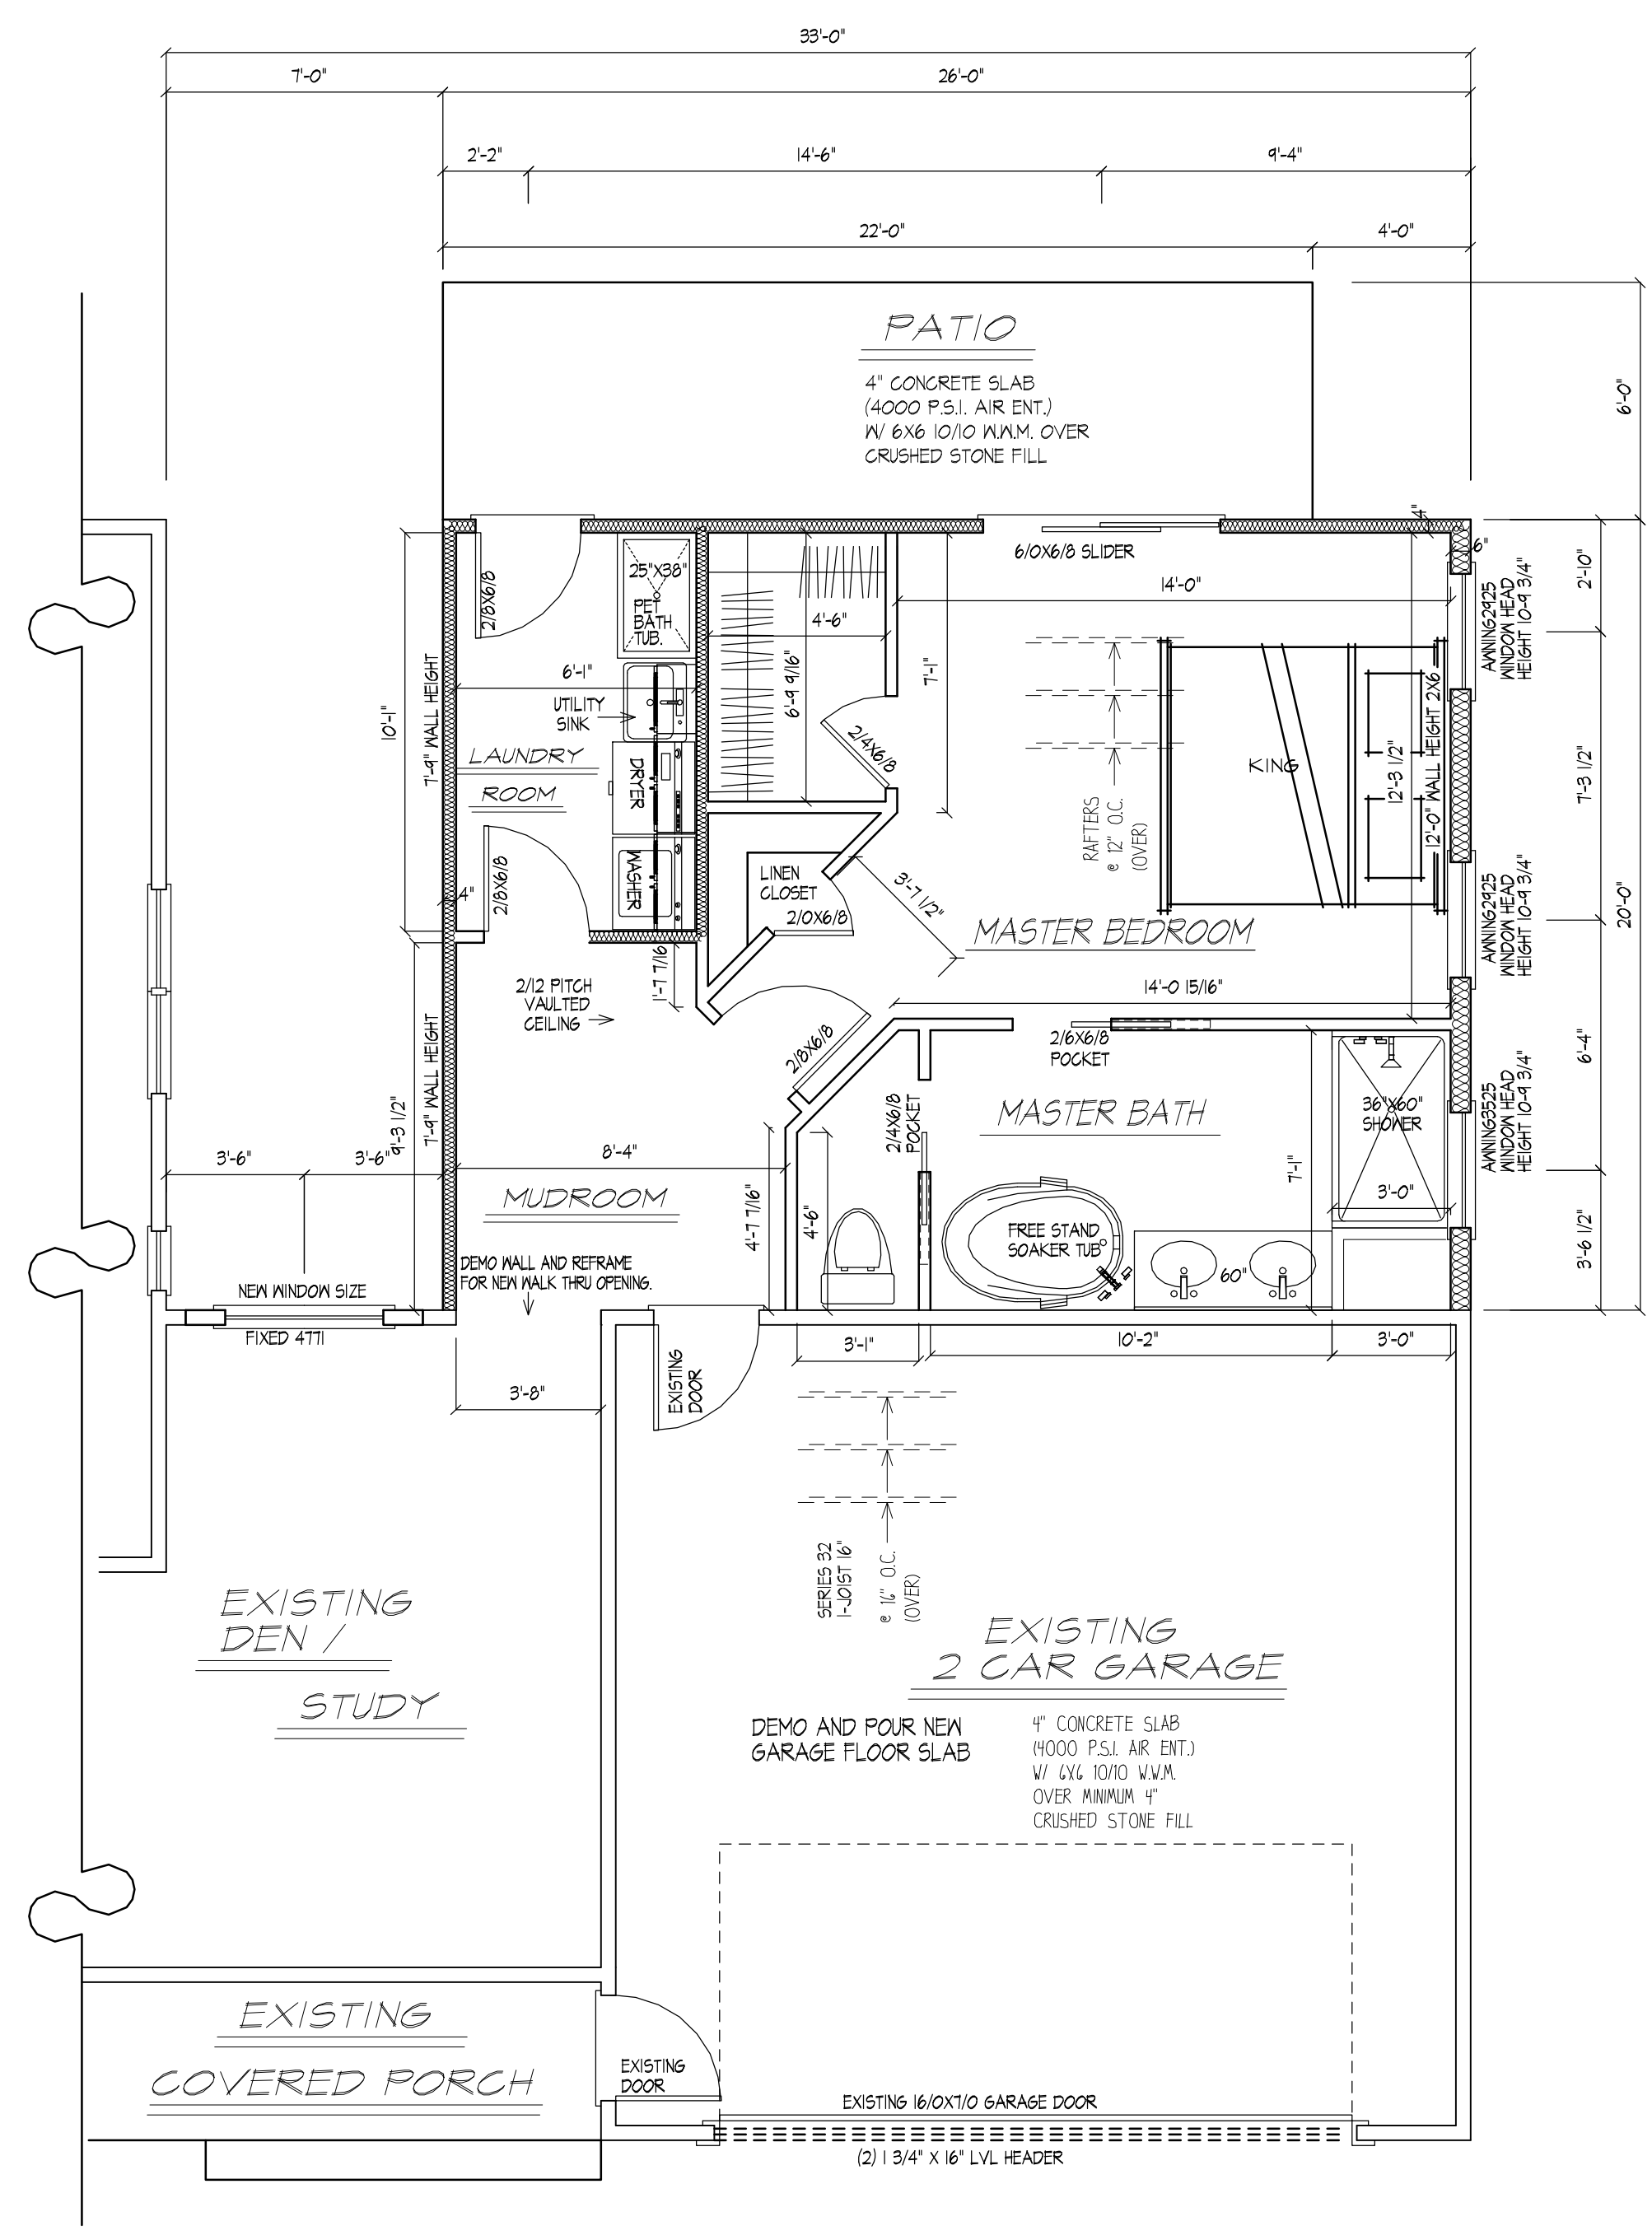 33'-0"
7'-0"
26'-0"
2'-2"
14'-6"
9'-4"
22'-0"
4'-0"
PATIO
4" CONCRETE SLAB
(4000 P.S.I. AIR ENT.)
W/ 6X6 10/10 W.W.M. OVER
CRUSHED STONE FILL
6'-0"
4"
6"
6/0X6/8 SLIDER
14'-0"
2/8X6/8
25"X38"
PET
BATH
TUB.
4'-6"
6'-9 9/16"
7'-1"
AWNING2925
WINDOW HEAD
HEIGHT 10-9 3/4"
2'-10"
6'-1"
UTILITY
SINK
10'-1"
7'-9" WALL HEIGHT
LAUNDRY
ROOM
DRYER
WASHER
2/4X6/8
KING
12'-3 1/2"
12'-0" WALL HEIGHT 2X6
7'-3 1/2"
RAFTERS
@ 12" O.C.
(OVER)
4"
2/8X6/8
LINEN
CLOSET
2/0X6/8
3'-7 1/2"
MASTER BEDROOM
AWNING2925
WINDOW HEAD
HEIGHT 10-9 3/4"
20'-0"
1'-7 7/16
2/12 PITCH
VAULTED
CEILING
14'-0 15/16"
2/8X6/8
2/6X6/8
POCKET
9'-3 1/2"
7'-9" WALL HEIGHT
2/4X6/8
POCKET
MASTER BATH
36"X60"
SHOWER
AWNING3525
WINDOW HEAD
HEIGHT 10-9 3/4"
6'-4"
3'-6"
3'-6"
8'-4"
7'-1"
3'-0"
MUDROOM
4'-7 7/16"
4'-6"
FREE STAND
SOAKER TUB
60"
3'-6 1/2"
DEMO WALL AND REFRAME
FOR NEW WALK THRU OPENING.
NEW WINDOW SIZE
FIXED 4771
3'-1"
10'-2"
3'-0"
3'-8"
EXISTING
DOOR
SERIES 32
I-JOIST 16"
@ 16" O.C.
(OVER)
EXISTING
DEN /
STUDY
EXISTING
2 CAR GARAGE
DEMO AND POUR NEW
GARAGE FLOOR SLAB
4" CONCRETE SLAB
(4000 P.S.I. AIR ENT.)
W/ 6X6 10/10 W.W.M.
OVER MINIMUM 4"
CRUSHED STONE FILL
EXISTING
COVERED PORCH
EXISTING
DOOR
EXISTING 16/0X7/0 GARAGE DOOR
(2) 1 3/4" X 16" LVL HEADER